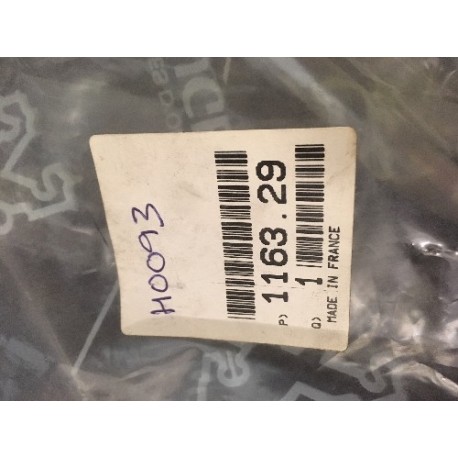 H0093
P) 1163.29
Q) 1
MADE IN FRANCE